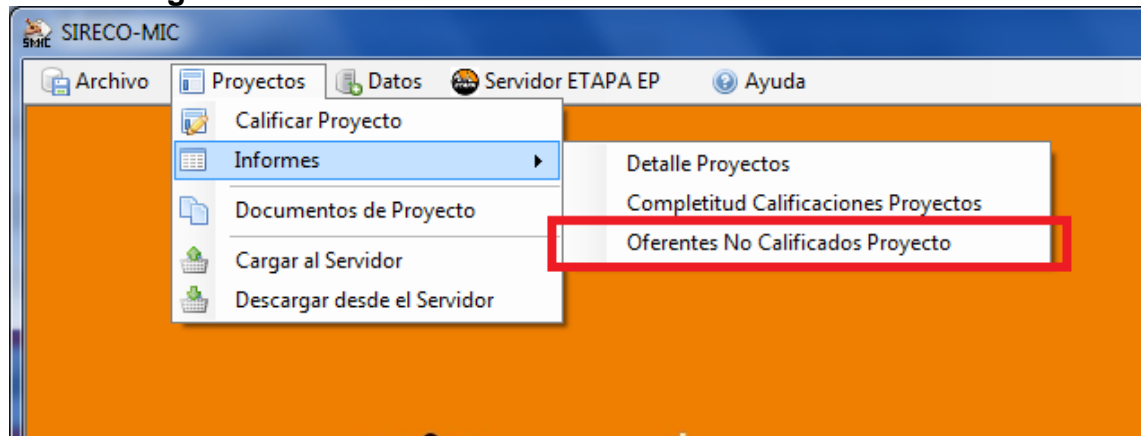 SIRECO-MIC
Archivo Proyectos Datos Servidor ETAPA EP Ayuda
Calificar Proyecto
Informes
Documentos de Proyecto
Cargar al Servidor
Descargar desde el Servidor
Detalle Proyectos
Completitud Calificaciones Proyectos
Oferentes No Calificados Proyecto